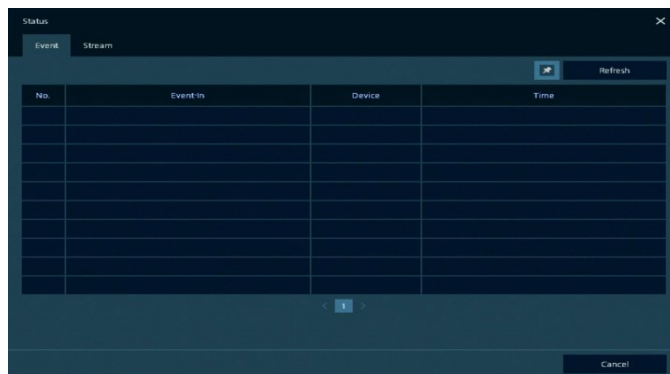 Status
Event Stream
Refresh
No. Event-In Device Time
< 1 >
Cancel